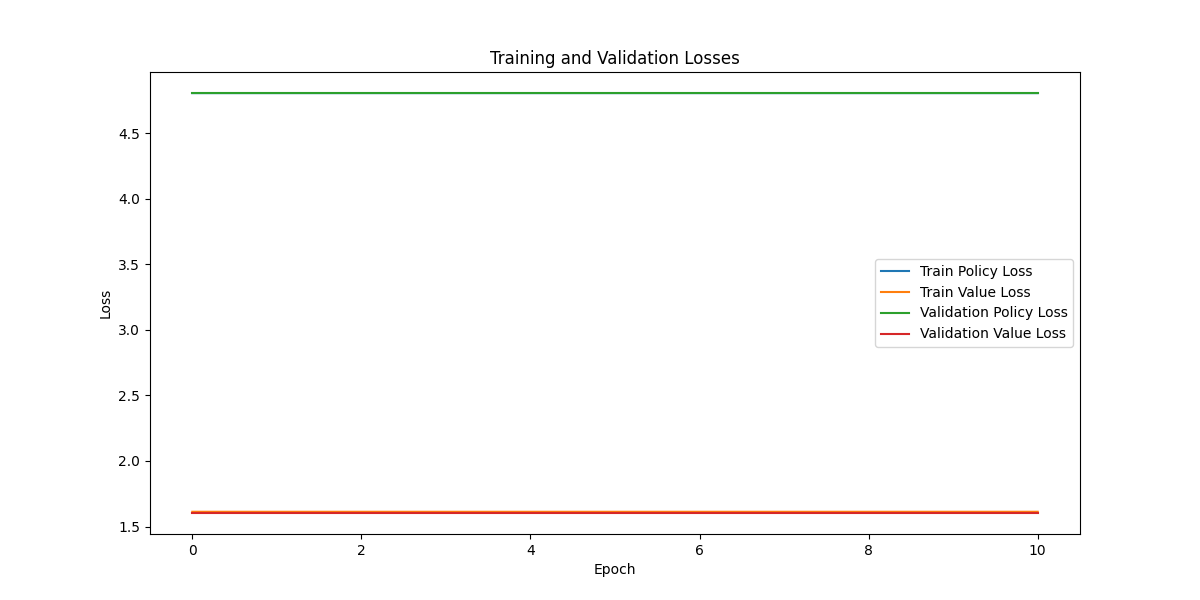 Training and Validation Losses
4.5
4.0
3.5
3.0
2.5
2.0
1.5
Loss
Train Policy Loss
Train Value Loss
Validation Policy Loss
Validation Value Loss
0 2 4 6 8 10
Epoch